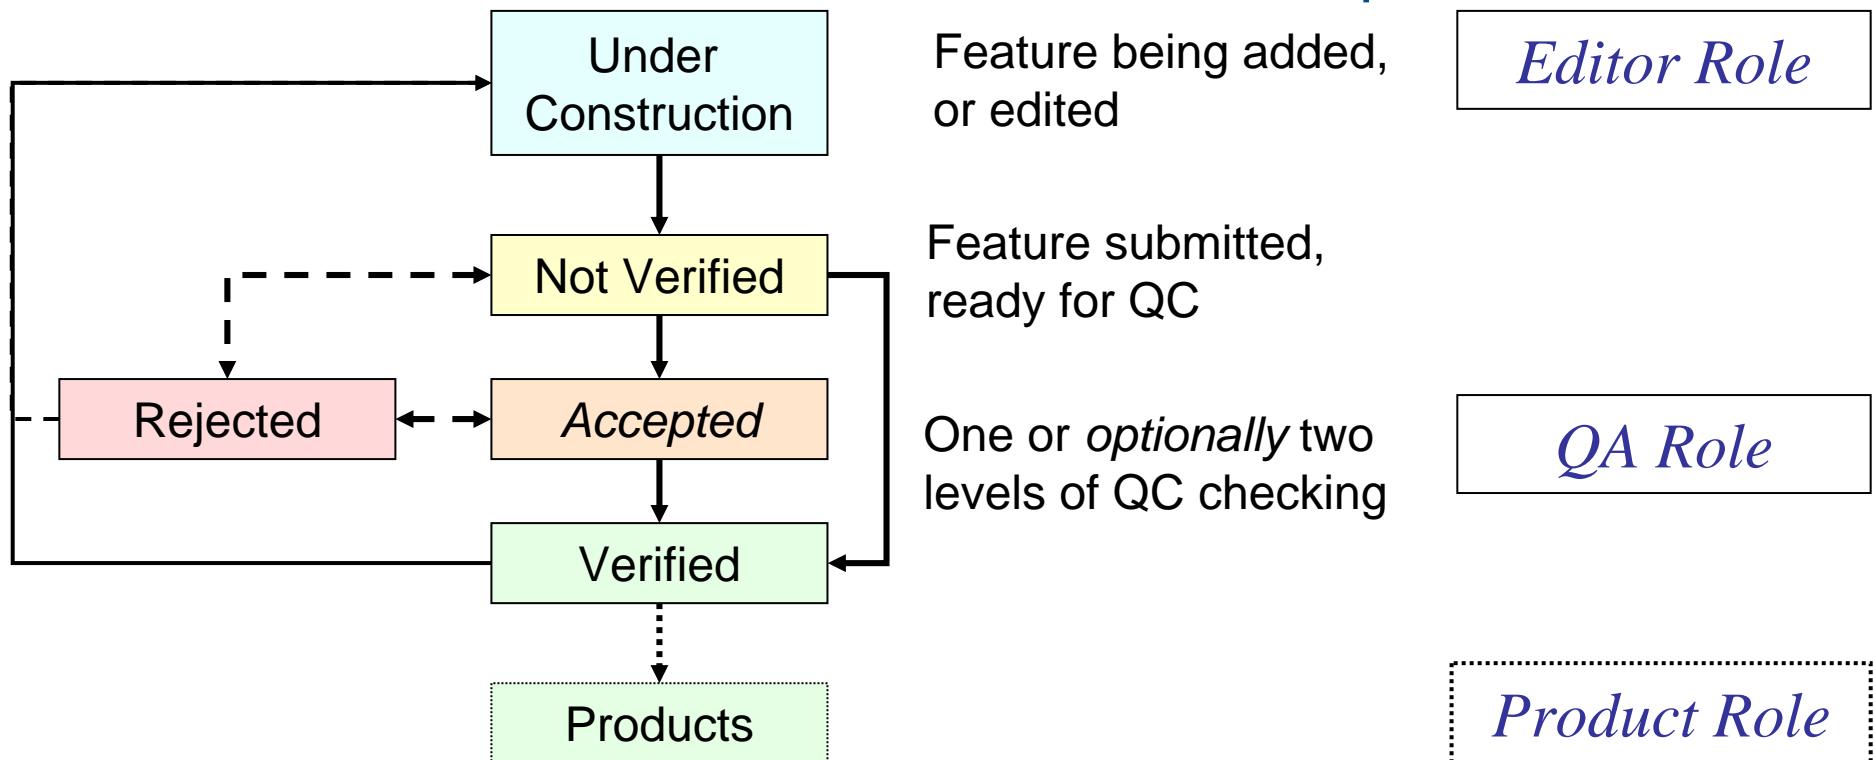 Under
Construction
Feature being added,
or edited
Editor Role
Not Verified
Feature submitted,
ready for QC
Rejected
Accepted
One or optionally two
levels of QC checking
QA Role
Verified
Products
Product Role